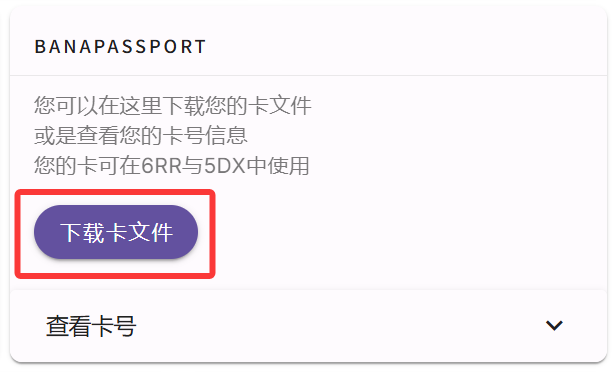 BANAPASSPORT
您可以在这里下载您的卡文件
或是查看您的卡号信息
您的卡可在6RR与5DX中使用
下载卡文件
查看卡号